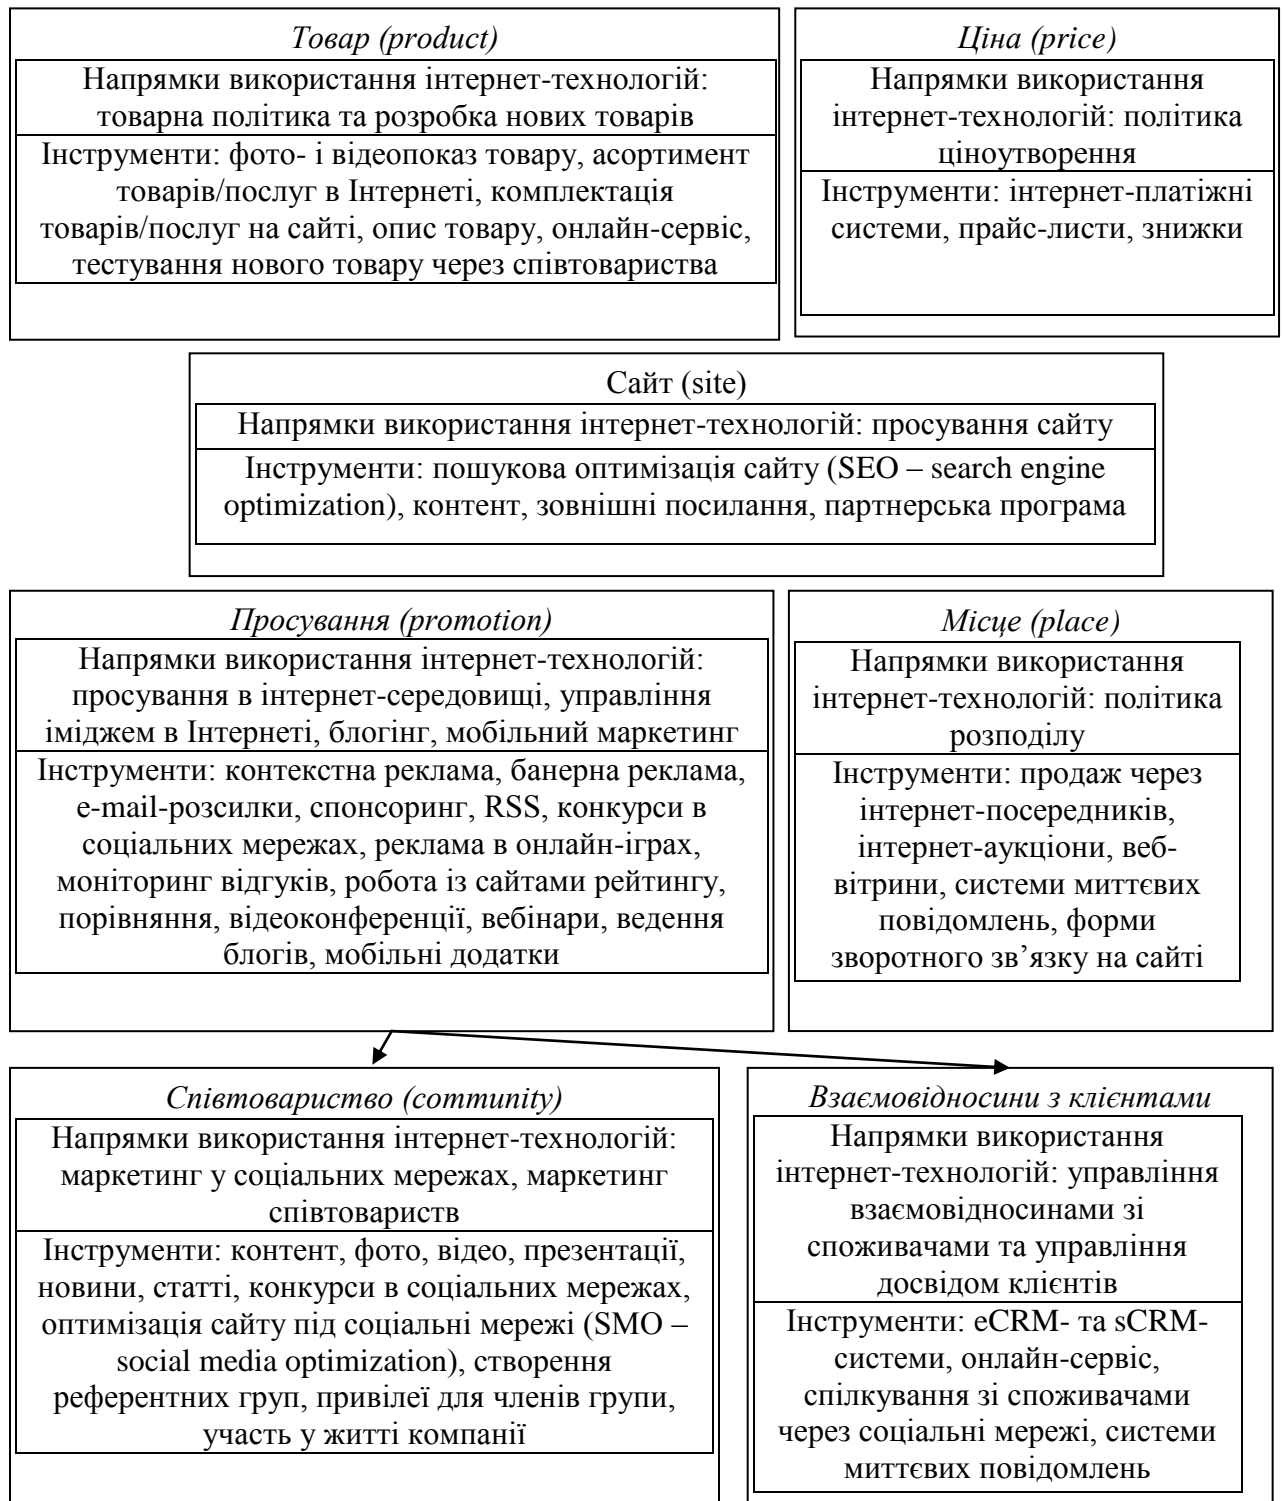 Товар (product)
Напрямки використання інтернет-технологій:
товарна політика та розробка нових товарів
Інструменти: фото- і відеопоказ товару, асортимент
товарів/послуг в Інтернеті, комплектація
товарів/послуг на сайті, опис товару, онлайн-сервіс,
тестування нового товару через співтовариства
Ціна (price)
Напрямки використання
інтернет-технологій: політика
ціноутворення
Інструменти: інтернет-платіжні
системи, прайс-листи, знижки
Сайт (site)
Напрямки використання інтернет-технологій: просування сайту
Інструменти: пошукова оптимізація сайту (SEO – search engine
optimization), контент, зовнішні посилання, партнерська програма
Просування (promotion)
Напрямки використання інтернет-технологій:
просування в інтернет-середовищі, управління
іміджем в Інтернеті, блогінг, мобільний маркетинг
Інструменти: контекстна реклама, банерна реклама,
e-mail-розсилки, спонсоринг, RSS, конкурси в
соціальних мережах, реклама в онлайн-іграх,
моніторинг відгуків, робота із сайтами рейтингу,
порівняння, відеоконференції, вебінари, ведення
блогів, мобільні додатки
Місце (place)
Напрямки використання
інтернет-технологій: політика
розподілу
Інструменти: продаж через
інтернет-посередників,
інтернет-аукціони, веб-
вітрини, системи миттєвих
повідомлень, форми
зворотного зв’язку на сайті
Співтовариство (community)
Напрямки використання інтернет-технологій:
маркетинг у соціальних мережах, маркетинг
співтовариств
Інструменти: контент, фото, відео, презентації,
новини, статті, конкурси в соціальних мережах,
оптимізація сайту під соціальні мережі (SMO –
social media optimization), створення
референтних груп, привілеї для членів групи,
участь у житті компанії
Взаємовідносини з клієнтами
Напрямки використання
інтернет-технологій: управління
взаємовідносинами зі
споживачами та управління
досвідом клієнтів
Інструменти: eCRM- та sCRM-
системи, онлайн-сервіс,
спілкування зі споживачами
через соціальні мережі, системи
миттєвих повідомлень